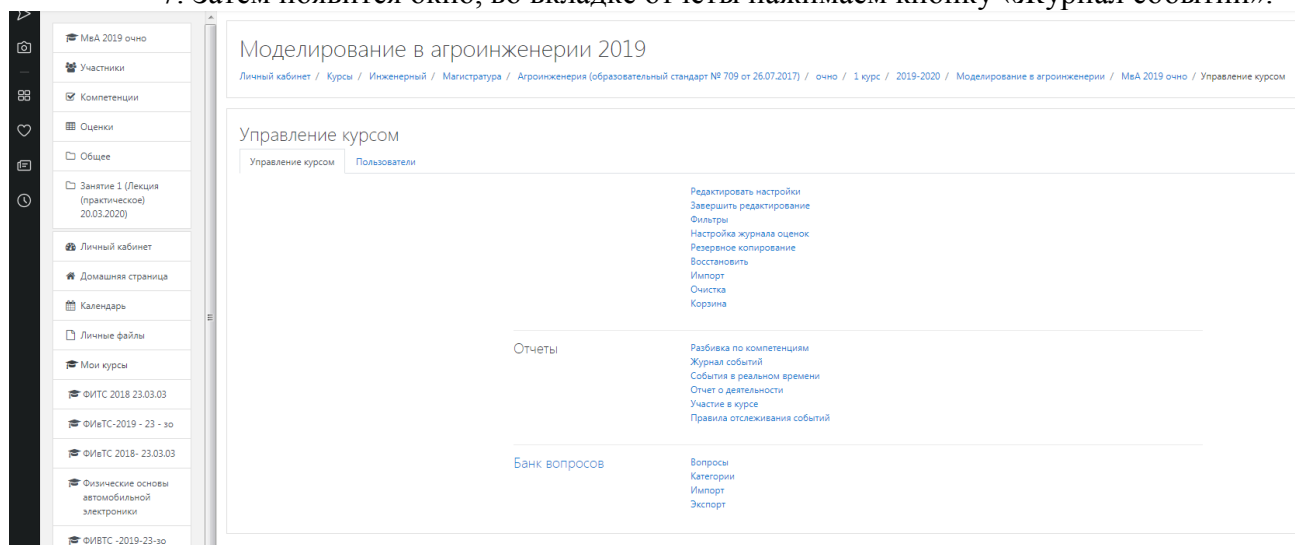 7. Затем появится окно, во вкладке отчеты нажимаем кнопку «Журнал событий».
МвА 2019 очно
Участники
Компетенции
Оценки
Общее
Занятие 1 (Лекция
(практическое)
20.03.2020)
Личный кабинет
Домашняя страница
Календарь
Личные файлы
Мои курсы
ФИТС 2018 23.03.03
ФИвТС-2019 - 23 - зо
ФИвТС 2018- 23.03.03
Физические основы
автомобильной
электроники
ФИВТС -2019-23-зо
Моделирование в агроинженерии 2019
Личный кабинет / Курсы / Инженерный / Магистратура / Агроинженерия (образовательный стандарт № 709 от 26.07.2017) / очно / 1 курс / 2019-2020 / Моделирование в агроинженерии / МвА 2019 очно / Управление курсом
Управление курсом
Управление курсом Пользователи
Редактировать настройки
Завершить редактирование
Фильтры
Настройка журнала оценок
Резервное копирование
Восстановить
Импорт
Очистка
Корзина
Отчеты
Разбивка по компетенциям
Журнал событий
События в реальном времени
Отчет о деятельности
Участие в курсе
Правила отслеживания событий
Банк вопросов
Вопросы
Категории
Импорт
Экспорт